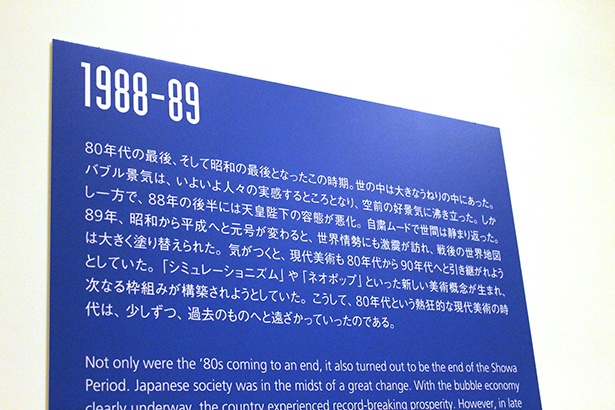 1988-89
80年代の最後、そして昭和の最後となったこの時期。世の中は大きなうねりの中にあった。
バブル景気は、いよいよ人々の実感するところとなり、空前の好景気に沸き立った。しか
し一方で、88年の後半には天皇陛下の容態が悪化。自粛ムードで世間は静まり返った。
89年、昭和から平成へと元号が変わると、世界情勢にも激震が訪れ、戦後の世界地図
は大きく塗り替えられた。気がつくと、現代美術も80年代から90年代へと引き継がれよう
としていた。「シミュレーショニズム」や「ネオポップ」といった新しい美術概念が生まれ、
次なる枠組みが構築されようとしていた。こうして、80年代という熱狂的な現代美術の時
代は、少しずつ、過去のものへと遠ざかっていったのである。
Not only were the '80s coming to an end, it also turned out to be the end of the Showa
Period. Japanese society was in the midst of a great change. With the bubble economy
clearly underway, the country experienced record-breaking prosperity. However, in late